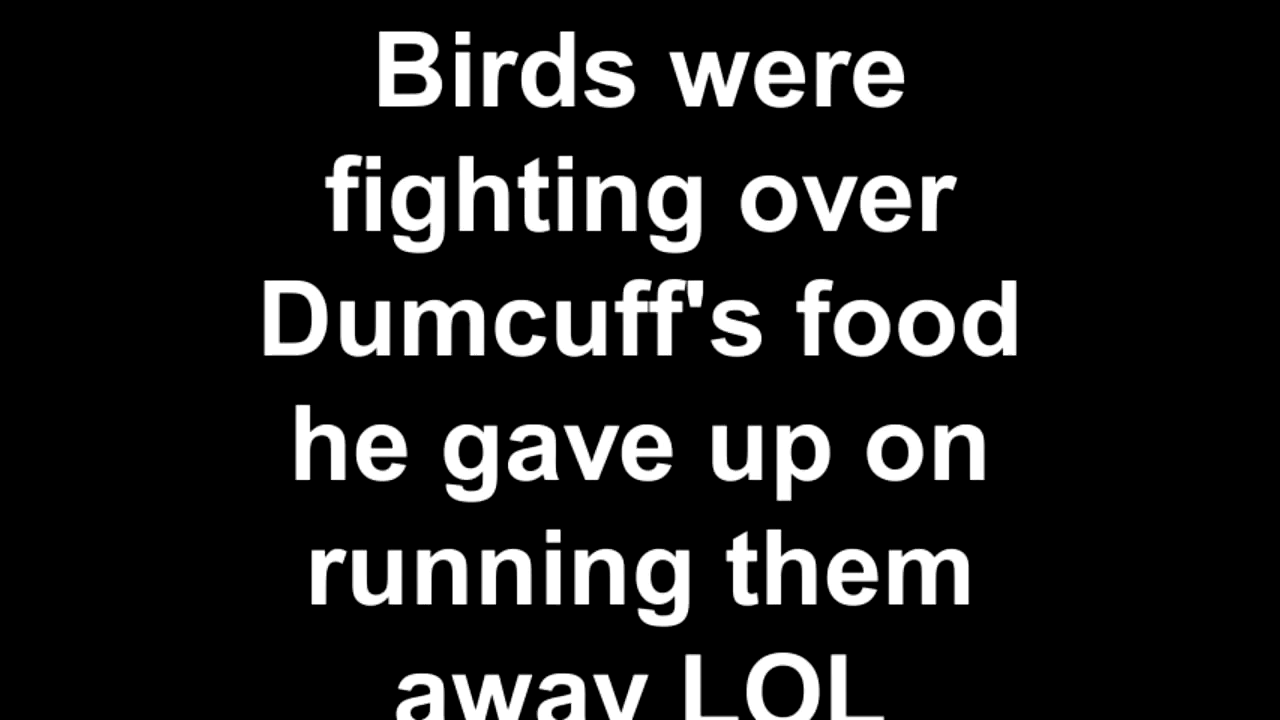 Birds were
fighting over
Dumcuff's food
he gave up on
running them
away LOL